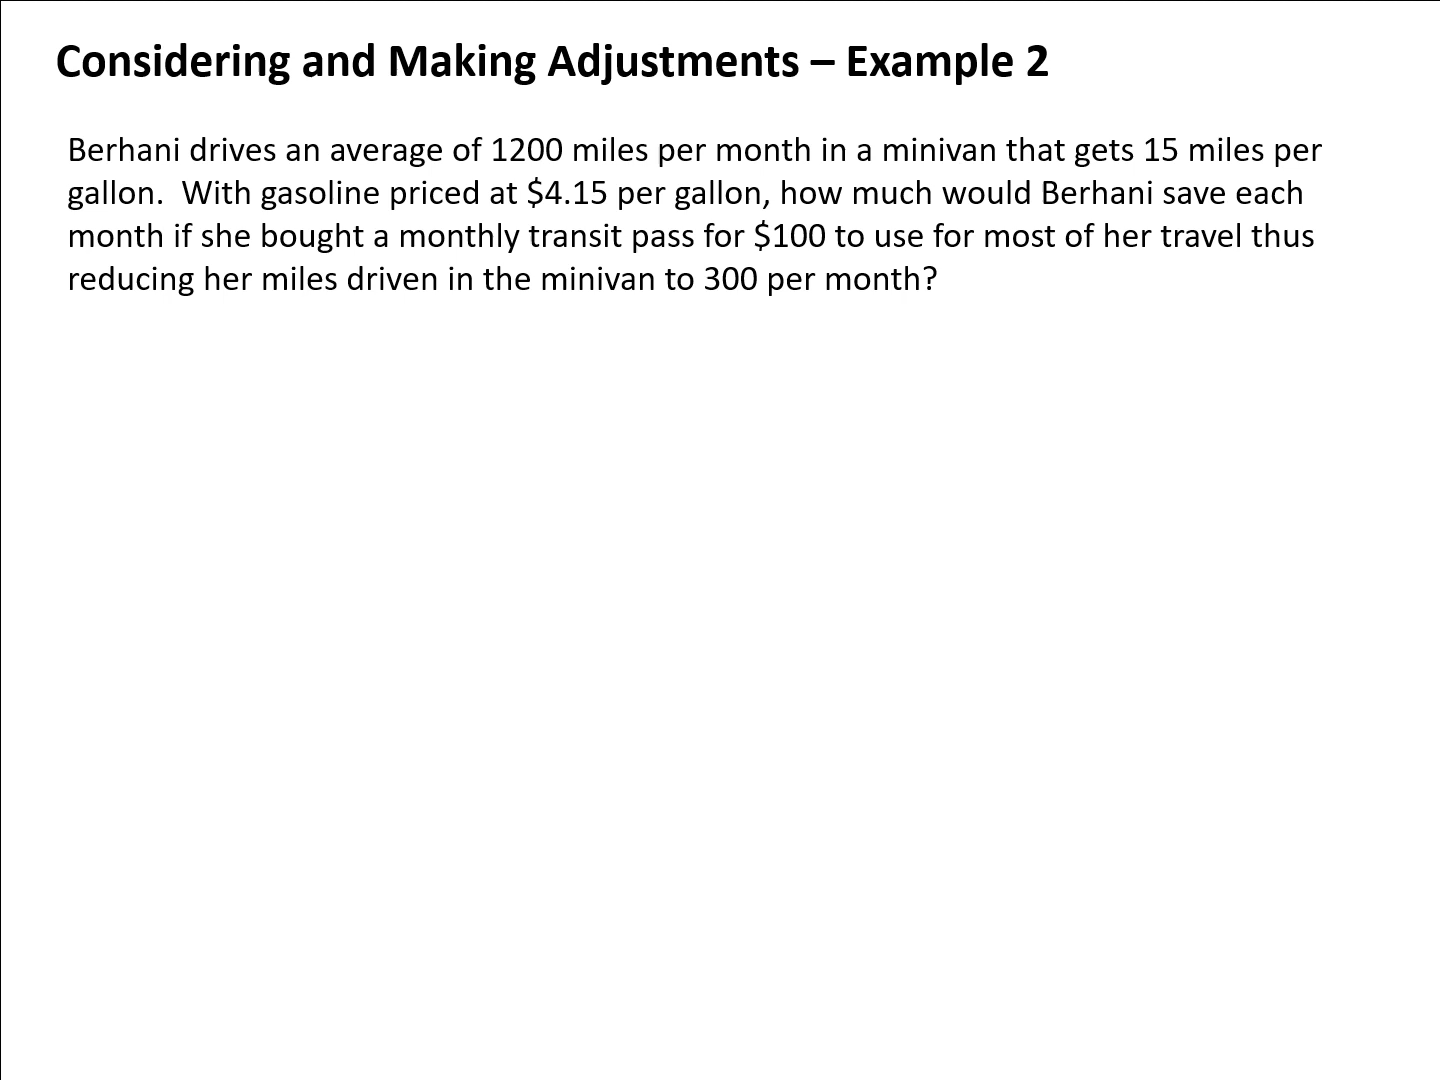 Considering and Making Adjustments – Example 2
Berhani drives an average of 1200 miles per month in a minivan that gets 15 miles per
gallon.  With gasoline priced at $4.15 per gallon, how much would Berhani save each
month if she bought a monthly transit pass for $100 to use for most of her travel thus
reducing her miles driven in the minivan to 300 per month?